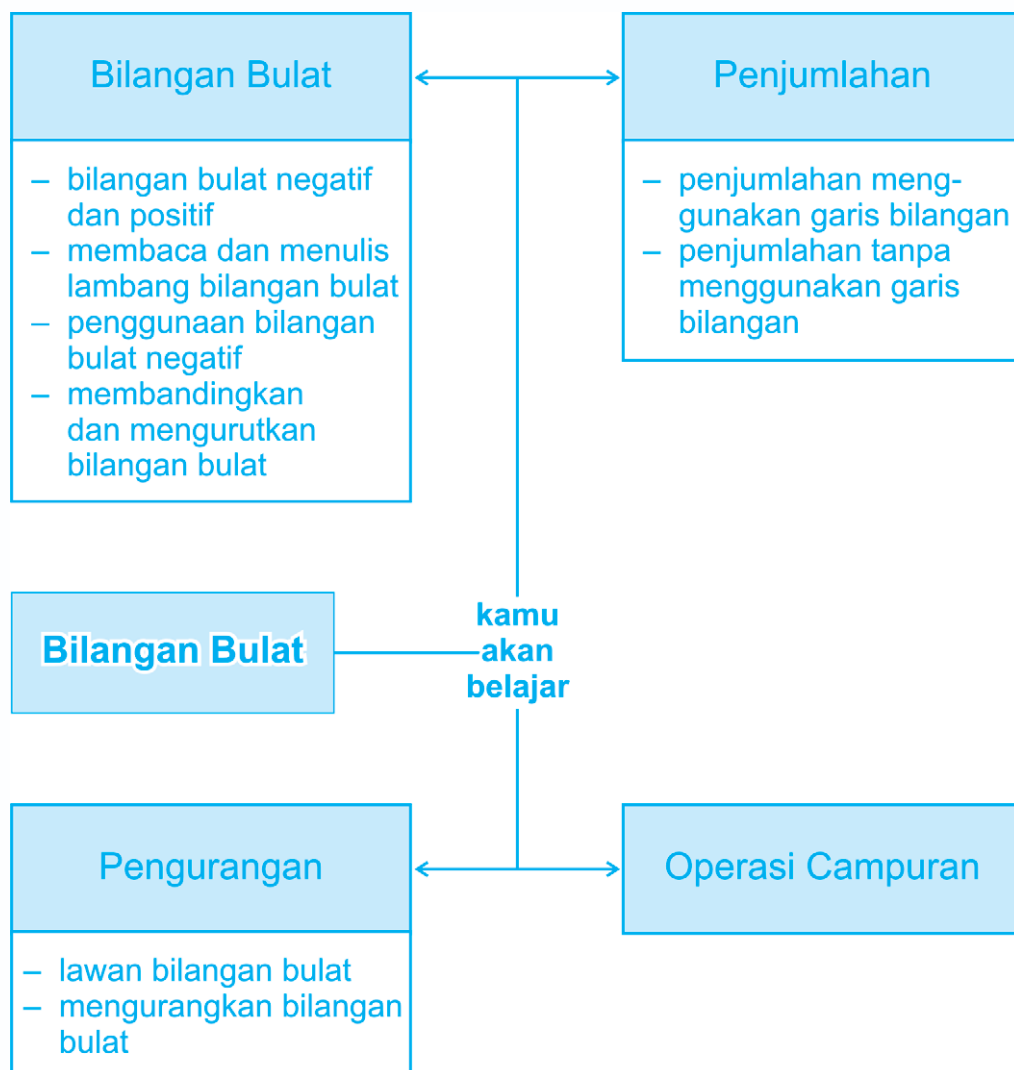 Bilangan Bulat
– bilangan bulat negatif
dan positif
– membaca dan menulis
lambang bilangan bulat
– penggunaan bilangan
bulat negatif
– membandingkan
dan mengurutkan
bilangan bulat
Penjumlahan
– penjumlahan meng-
gunakan garis bilangan
– penjumlahan tanpa
menggunakan garis
bilangan
Bilangan Bulat
kamu
akan
belajar
Pengurangan
– lawan bilangan bulat
– mengurangkan bilangan
bulat
Operasi Campuran